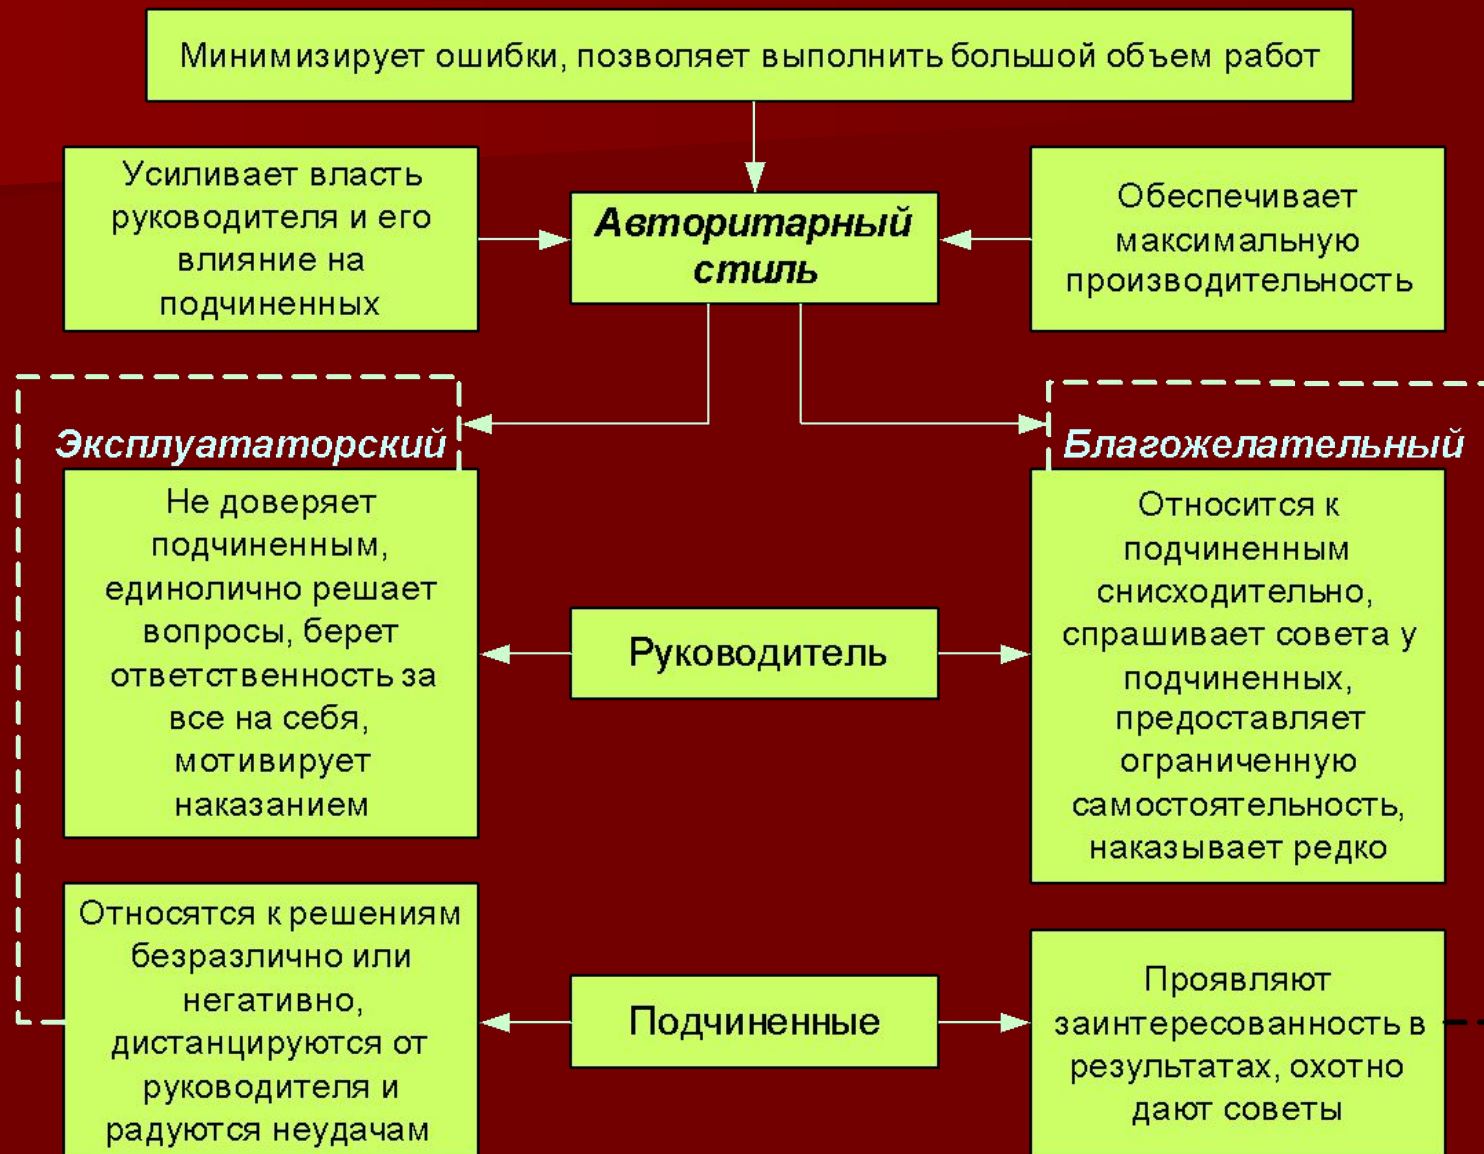 Минимизирует ошибки, позволяет выполнить большой объем работ
Усиливает власть
руководителя и его
влияние на
подчиненных
Авторитарный
стиль
Обеспечивает
максимальную
производительность
Эксплуататорский
Благожелательный
Не доверяет
подчиненным,
единолично решает
вопросы, берет
ответственность за
все на себя,
мотивирует
наказанием
Руководитель
Относится к
подчиненным
снисходительно,
спрашивает совета у
подчиненных,
предоставляет
ограниченную
самостоятельность,
наказывает редко
Относятся к решениям
безразлично или
негативно,
дистанцируются от
руководителя и
радуются неудачам
Подчиненные
Проявляют
заинтересованность в
результатах, охотно
дают советы